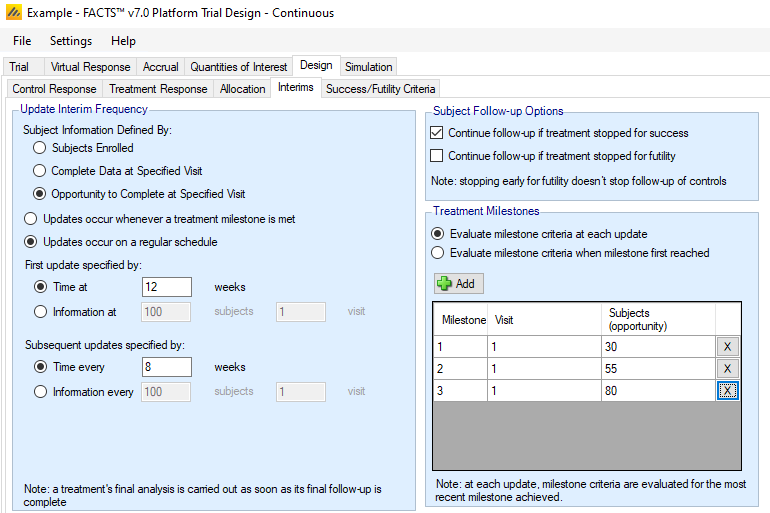 Example - FACTS™ v7.0 Platform Trial Design - Continuous
File Settings Help
Trial Virtual Response Accrual Quantities of Interest Design Simulation
Control Response Treatment Response Allocation Interims Success/Futility Criteria
Update Interim Frequency
Subject Information Defined By:
Subjects Enrolled
Complete Data at Specified Visit
Opportunity to Complete at Specified Visit
Updates occur whenever a treatment milestone is met
Updates occur on a regular schedule
First update specified by:
Time at 12 weeks
Information at 100 subjects 1 visit
Subsequent updates specified by:
Time every 8 weeks
Information every 100 subjects 1 visit
Note: a treatment's final analysis is carried out as soon as its final follow-up is
complete
Subject Follow-up Options
Continue follow-up if treatment stopped for success
Continue follow-up if treatment stopped for futility
Note: stopping early for futility doesn't stop follow-up of controls
Treatment Milestones
Evaluate milestone criteria at each update
Evaluate milestone criteria when milestone first reached
Add
Milestone Visit Subjects
(opportunity)
1 1 30 X
2 1 55 X
3 1 80 X
Note: at each update, milestone criteria are evaluated for the most
recent milestone achieved.